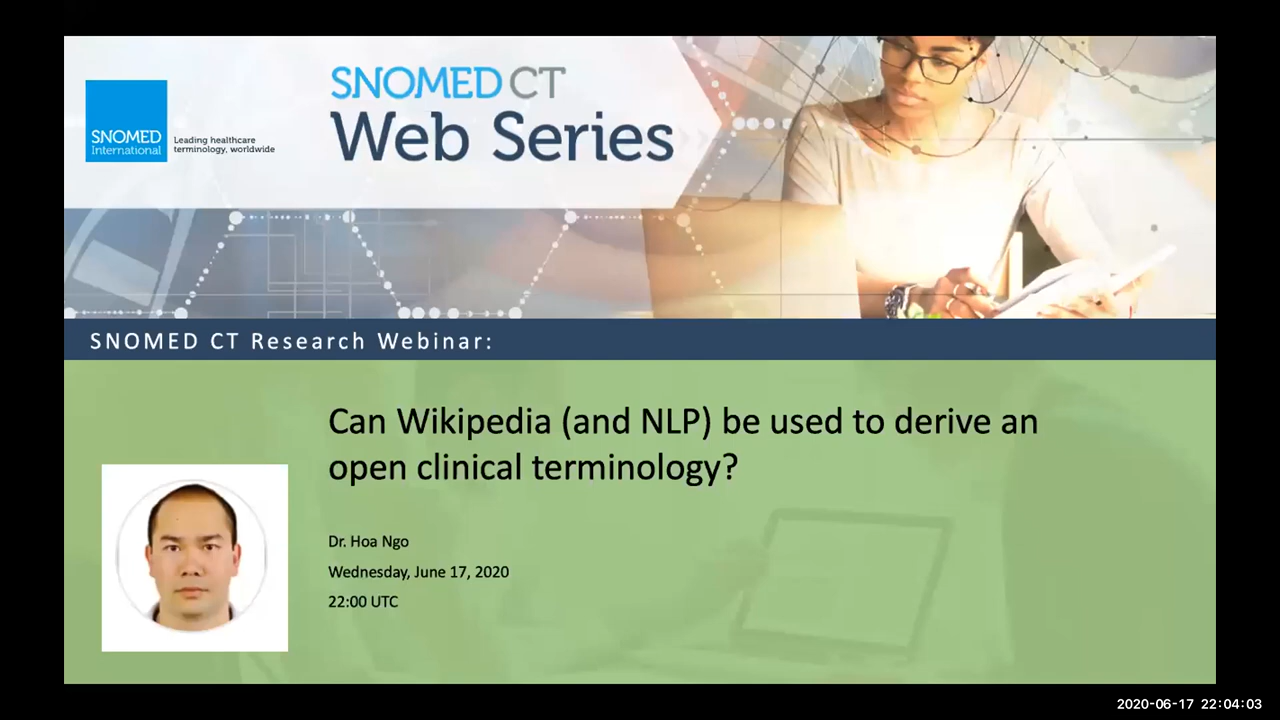 SNOMED CT
Web Series
SNOMED
International
Leading healthcare
terminology, worldwide
SNOMED CT Research Webinar:
Can Wikipedia (and NLP) be used to derive an
open clinical terminology?
Dr. Hoa Ngo
Wednesday, June 17, 2020
22:00 UTC
2020-06-17 22:04:03